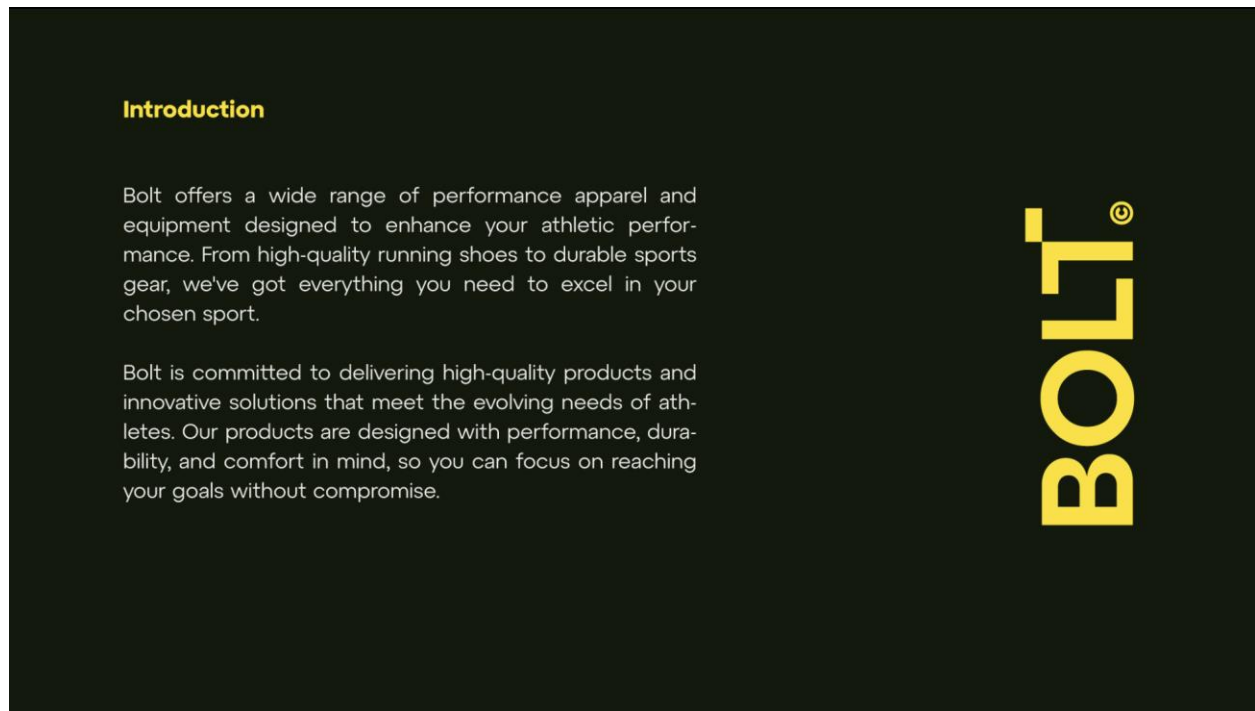 Introduction
Bolt offers a wide range of performance apparel and
equipment designed to enhance your athletic perfor-
mance. From high-quality running shoes to durable sports
gear, we've got everything you need to excel in your
chosen sport.
Bolt is committed to delivering high-quality products and
innovative solutions that meet the evolving needs of ath-
letes. Our products are designed with performance, dura-
bility, and comfort in mind, so you can focus on reaching
your goals without compromise.
BOLT©